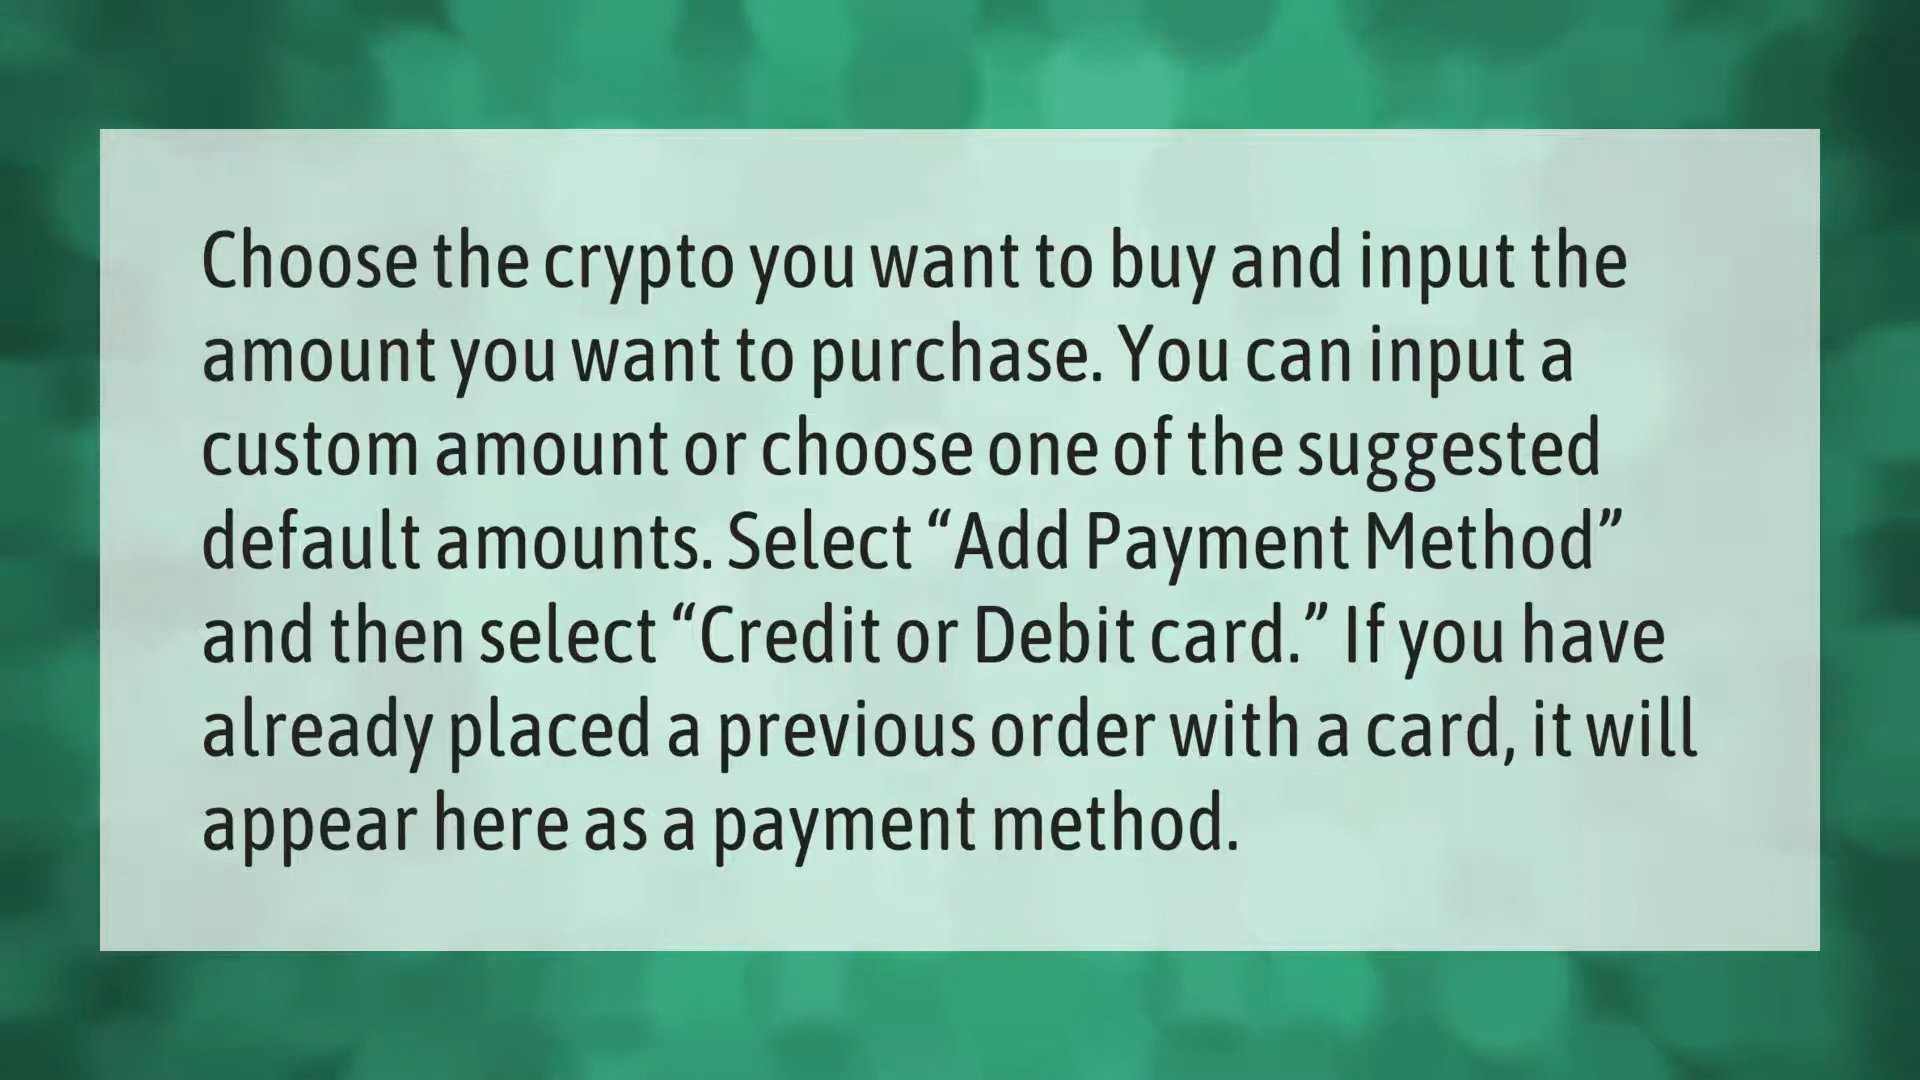 Choose the crypto you want to buy and input the
amount you want to purchase. You can input a
custom amount or choose one of the suggested
default amounts. Select “Add Payment Method”
and then select “Credit or Debit card.” If you have
already placed a previous order with a card, it will
appear here as a payment method.